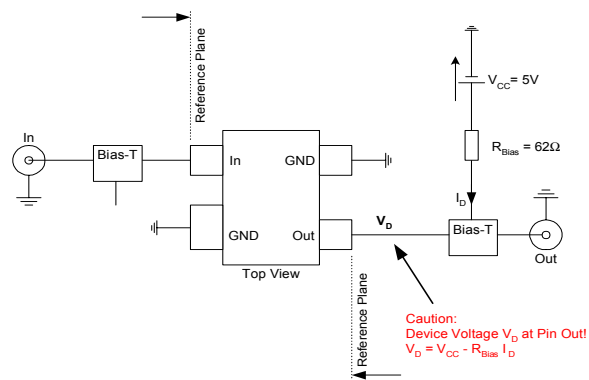 Reference Plane
V_CC = 5V
In
Bias-T
In
GND
R_Bias = 62Ω
I_D
GND
Out
V_D
Bias-T
Out
Top View
Reference Plane
Caution:
Device Voltage V_D at Pin Out!
V_D = V_CC - R_Bias I_D